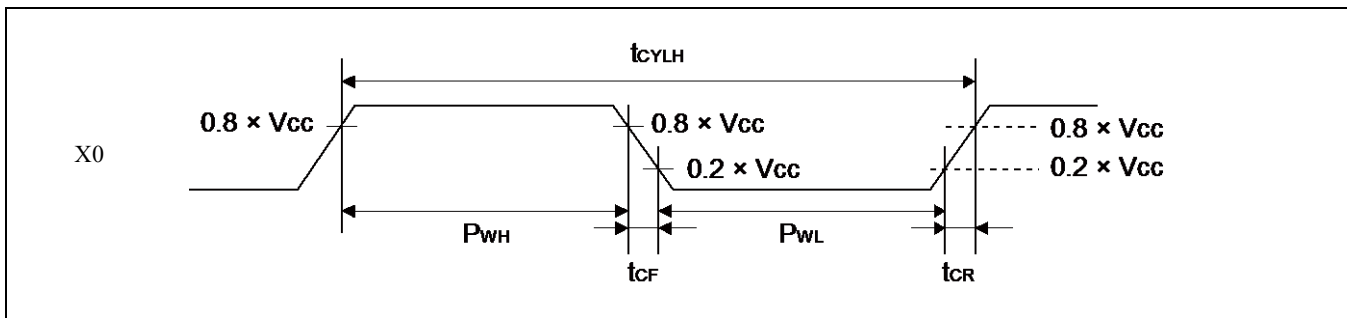 tCYLH
0.8 × VCC
0.8 × VCC
0.8 × VCC
X0
0.2 × VCC
0.2 × VCC
PWH
PWL
tCF
tCR